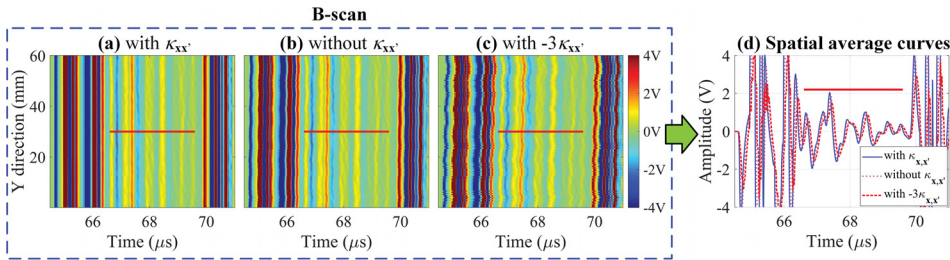 B-scan
(a) with κxx'
(b) without κxx'
(c) with -3κxx'
(d) Spatial average curves
Y direction (mm)
60
40
20
66 68 70
Time (μs)
66 68 70
Time (μs)
66 68 70
Time (μs)
4V
2V
0V
-2V
-4V
Amplitude (V)
4
2
0
-2
-4
with κx,x'
without κx,x'
with -3κx,x'
66 68 70
Time (μs)